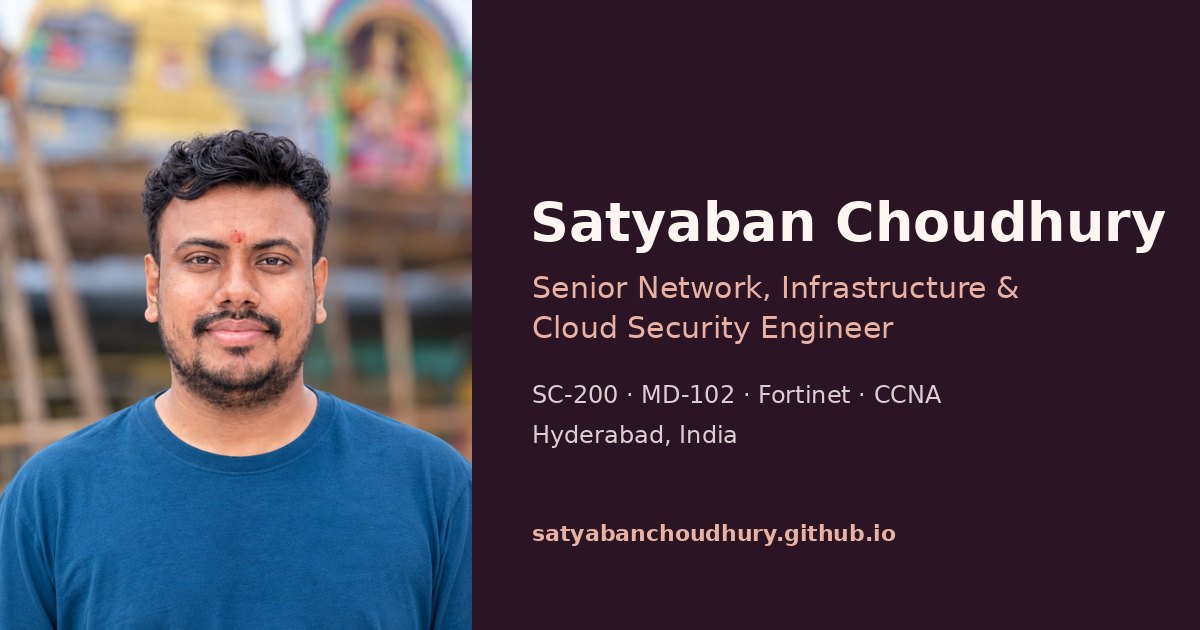 Satyaban Choudhury
Senior Network, Infrastructure &
Cloud Security Engineer
SC-200 · MD-102 · Fortinet · CCNA
Hyderabad, India
satyabanchoudhury.github.io